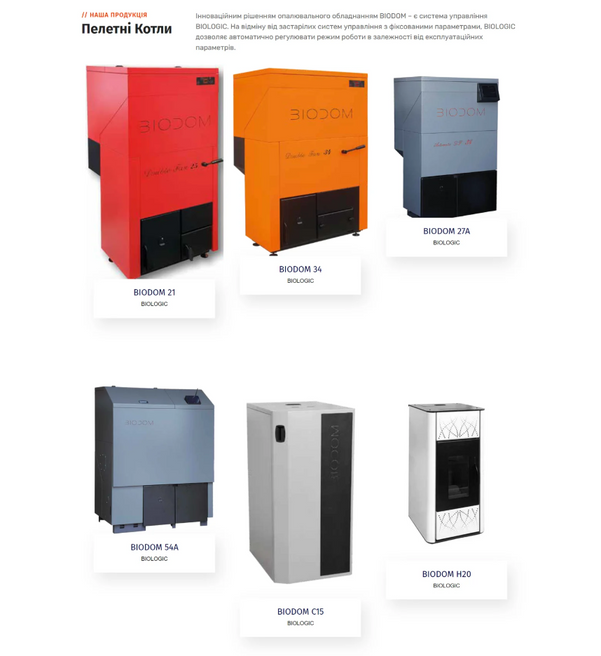 // НАША ПРОДУКЦІЯ
Пелетні Котли
Інноваційним рішенням опалювального обладнанням BIODOM – є система управління
BIOLOGIC. На відміну від застарілих систем управління з фіксованими параметрами, BIOLOGIC
дозволяє автоматично регулювати режим роботи в залежності від експлуатаційних
параметрів.
BIODOM
BIODOM
BIODOM 21
BIOLOGIC
BIODOM 34
BIOLOGIC
BIODOM 27A
BIOLOGIC
BIODOM
BIODOM
BIODOM 54A
BIOLOGIC
BIODOM C15
BIOLOGIC
BIODOM H20
BIOLOGIC